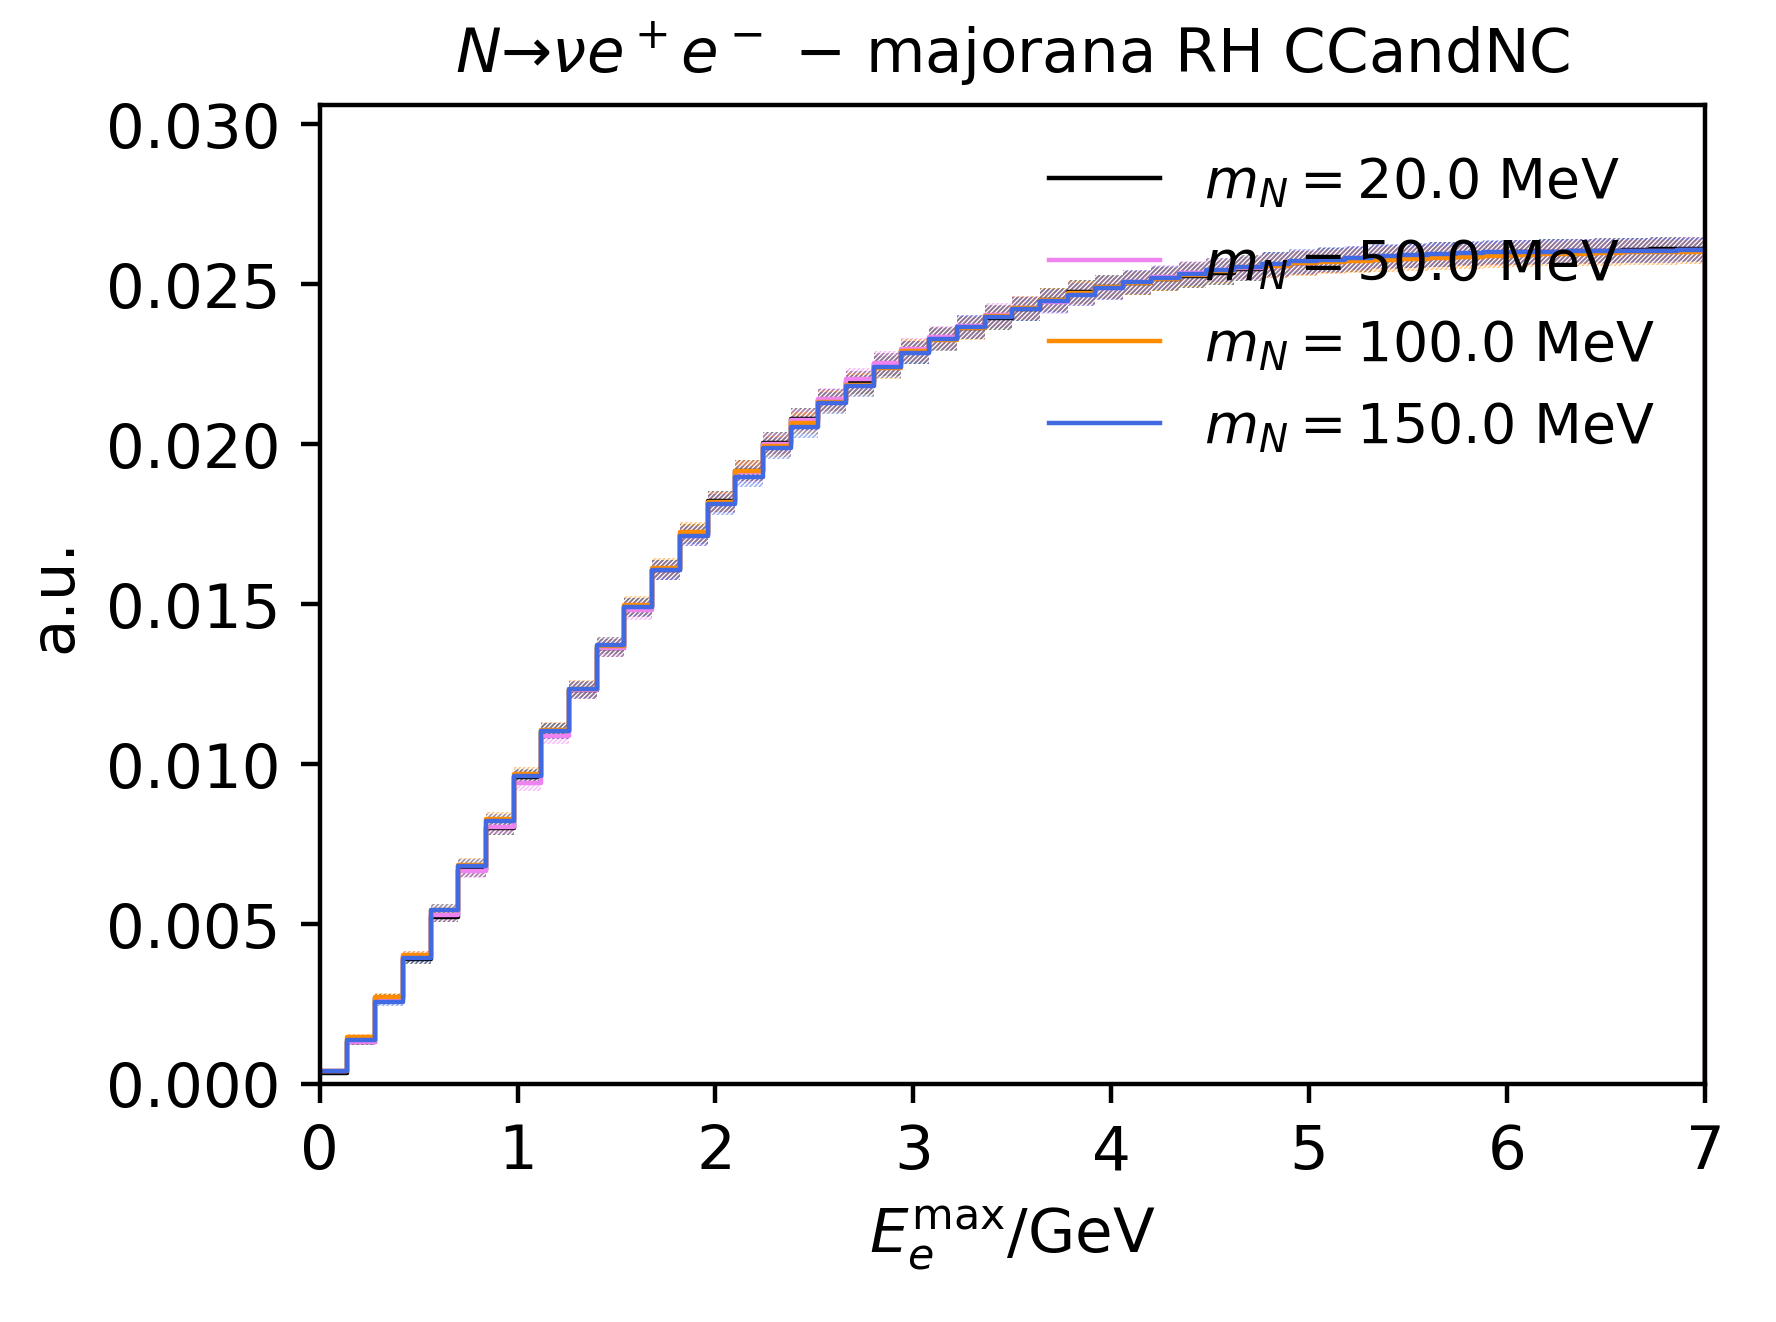 N→νe⁺e⁻ − majorana RH CCandNC
0.030
0.025
0.020
0.015
0.010
0.005
0.000
a.u.
m_N = 20.0 MeV
m_N = 50.0 MeV
m_N = 100.0 MeV
m_N = 150.0 MeV
0 1 2 3 4 5 6 7
E_e^max/GeV